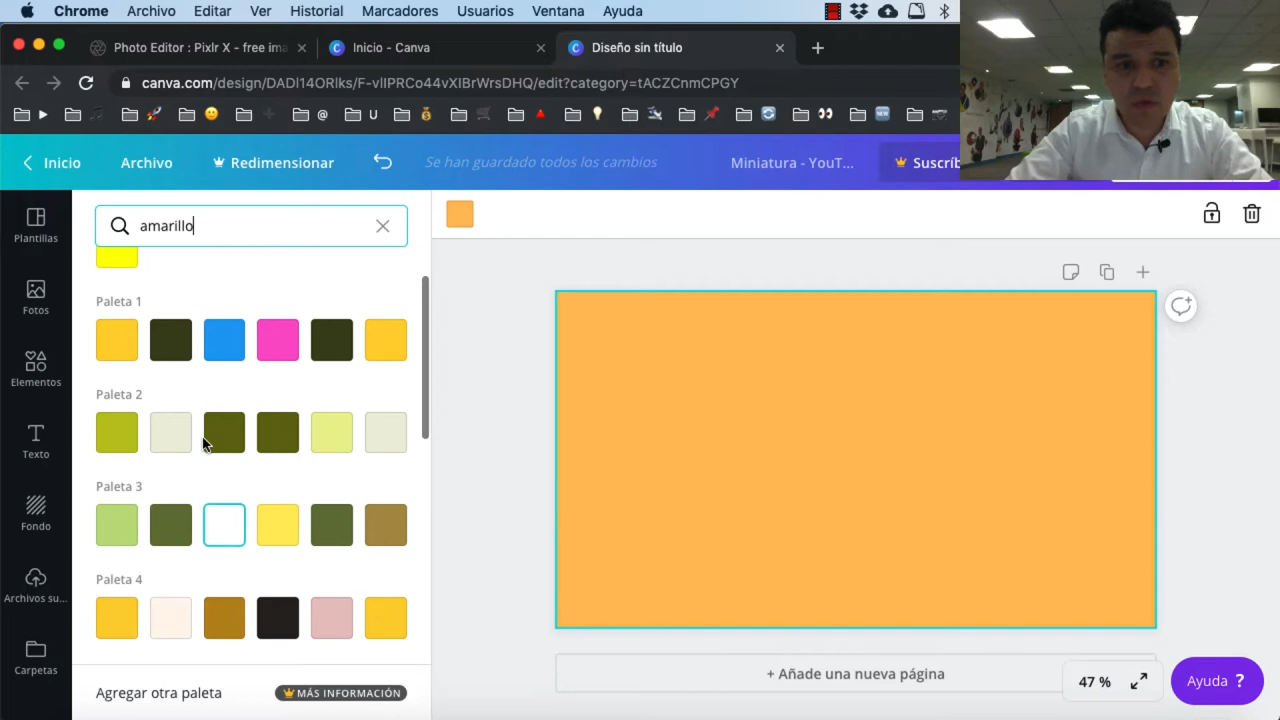 Chrome Archivo Editar Ver Historial Marcadores Usuarios Ventana Ayuda
Photo Editor : Pixlr X - free ima
Inicio - Canva
Diseño sin título
canva.com/design/DADl14ORlks/F-vlIPRCo44vXIBrWrsDHQ/edit?category=tACZCnmCPGY
@ U
Inicio Archivo Redimensionar Se han guardado todos los cambios Miniatura - YouT... Suscríb
Plantillas
Fotos
Elementos
Texto
Fondo
Archivos su...
Carpetas
amarillo
Paleta 1
Paleta 2
Paleta 3
Paleta 4
Agregar otra paleta MÁS INFORMACIÓN
+ Añade una nueva página
47 %
Ayuda ?